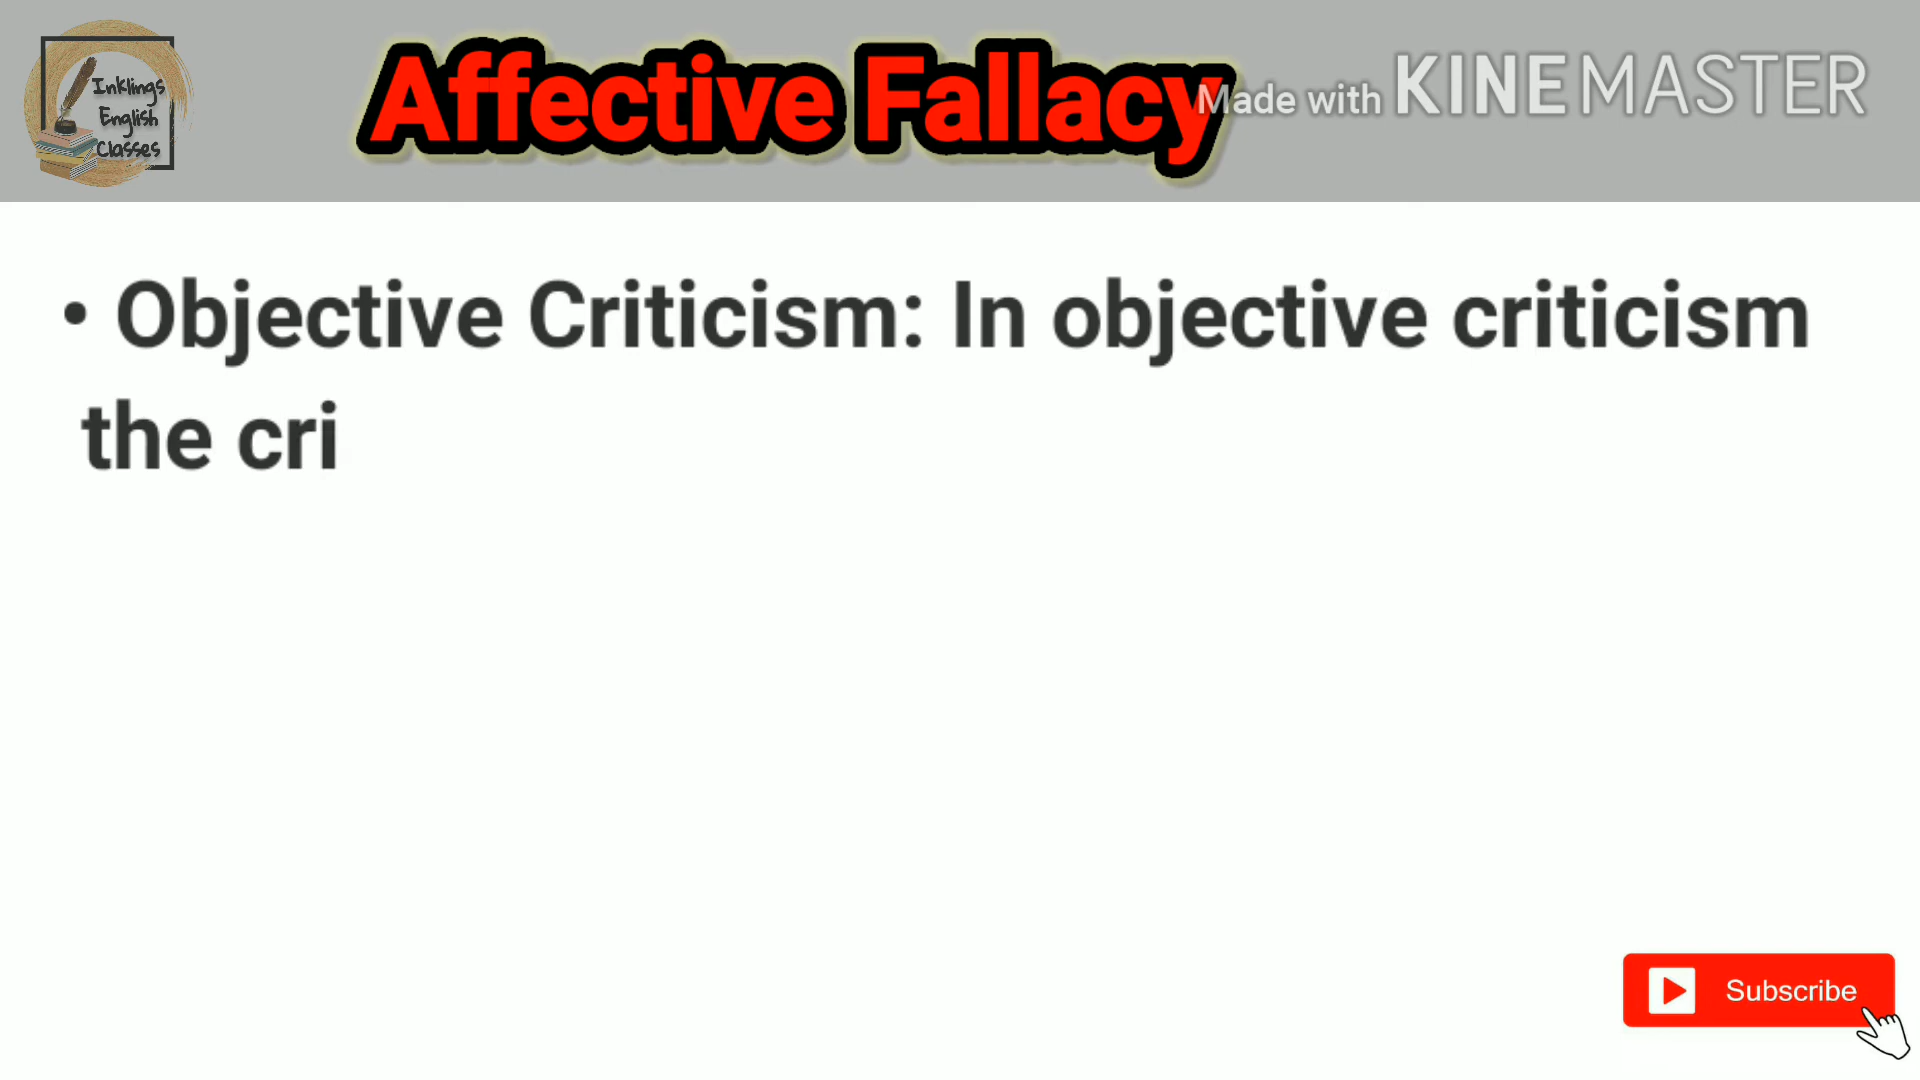 Inklings
English
Classes
Affective Fallacy
Made with KINEMASTER
• Objective Criticism: In objective criticism
the cri
Subscribe